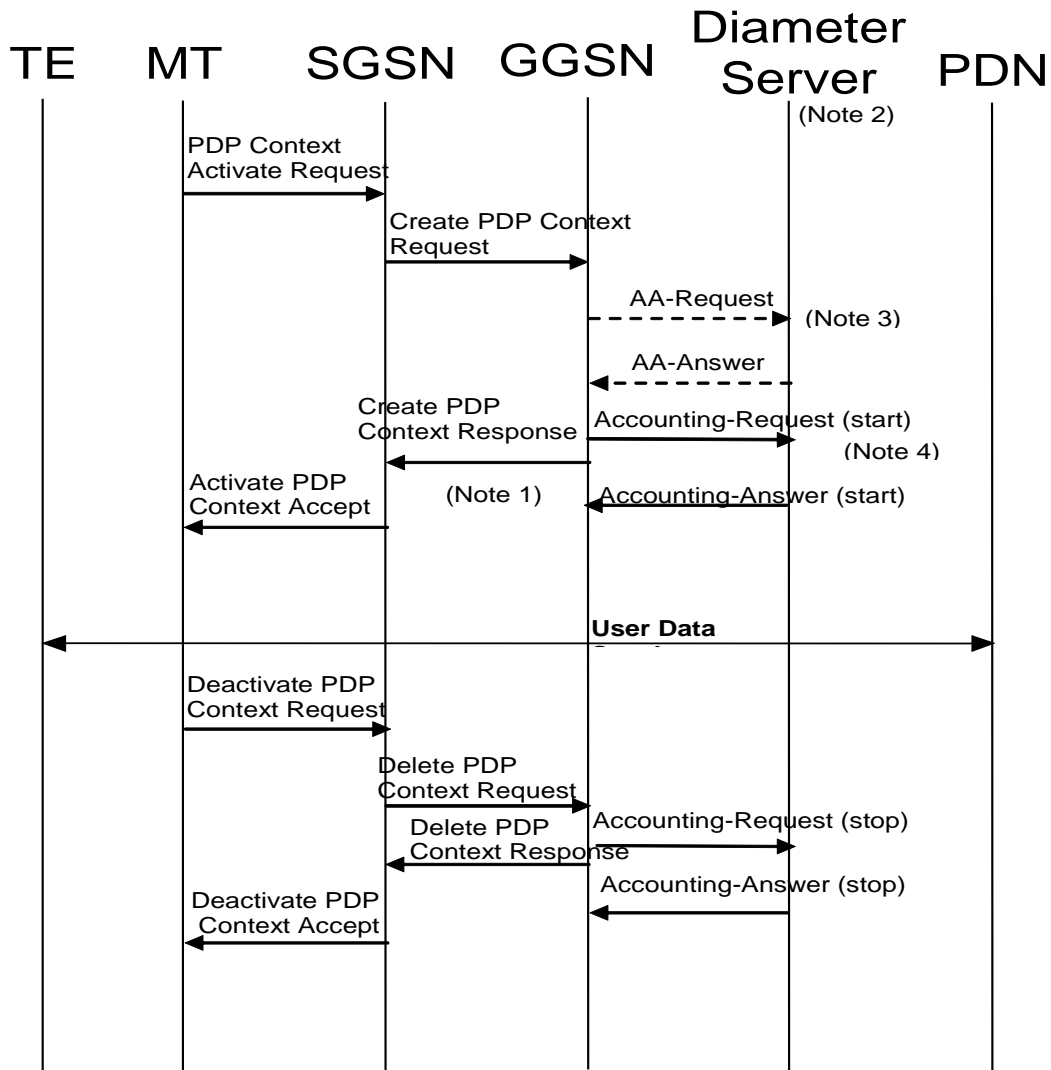 TE MT SGSN GGSN Diameter Server PDN
(Note 2)
PDP Context
Activate Request
Create PDP Context
Request
AA-Request
(Note 3)
AA-Answer
Create PDP
Context Response
Accounting-Request (start)
(Note 4)
Activate PDP
Context Accept
(Note 1)
Accounting-Answer (start)
User Data
Deactivate PDP
Context Request
Delete PDP
Context Request
Delete PDP
Context Response
Accounting-Request (stop)
Accounting-Answer (stop)
Deactivate PDP
Context Accept